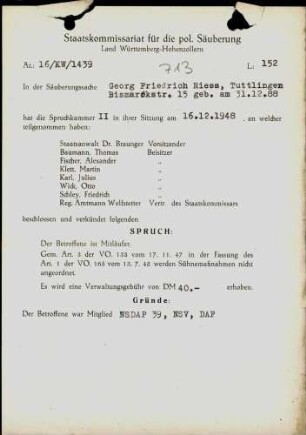 Staatskommissariat für die pol. Säuberung
Land Württemberg-Hohenzollern
Az.: 16/KW/1439
713
L: 152
In der Säuberungssache Georg Friedrich Hiess, Tuttlingen
Bismarkstr. 15 geb. am 31.12.88
hat die Spruchkammer II in ihrer Sitzung am 16.12.1948 , an welcher
teilgenommen haben:
Staatsanwalt Dr. Braunger Vorsitzender
Baumann, Thomas Beisitzer
Fischer, Alexander „
Klett, Martin „
Karl, Julius „
Wick, Otto „
Schley, Friedrich „
Reg. Amtmann Wellstetter Vertr. des Staatskommissars
beschlossen und verkündet folgenden
SPRUCH:
Der Betroffene ist Mitläufer.
Gem. Art. 3 der VO. 133 vom 17. 11. 47 in der Fassung des
Art. 1 der VO. 165 vom 13. 7. 48 werden Sühnemaßnahmen nicht
angeordnet.
Es wird eine Verwaltungsgebühr von DM 40.- erhoben.
Gründe:
Der Betroffene war Mitglied NSDAP 39, NSV, DAF